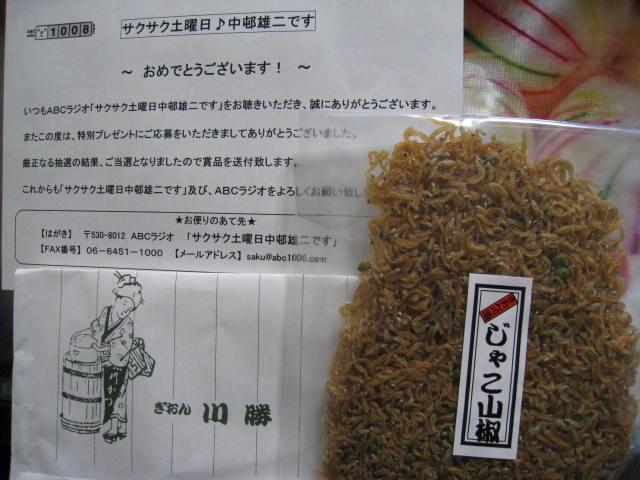 1008
サクサク土曜日♪中邨雄二です
～ おめでとうございます! ～
いつもABCラジオ「サクサク土曜日中邨雄二です」をお聴きいただき、誠にありがとうございます。
またこの度は、特別プレゼントにご応募をいただきましてありがとうございました。
厳正なる抽選の結果、ご当選となりましたので賞品を送付致します。
これからも「サクサク土曜日中邨雄二です」及び、ABCラジオをよろしくお願い致し
★お便りのあて先★
【はがき】 〒530-8012 ABCラジオ 「サクサク土曜日中邨雄二です」
【FAX番号】 06-6451-1000 【メールアドレス】 saku@abc1008.com
ぎおん 川勝
じゃこ山椒